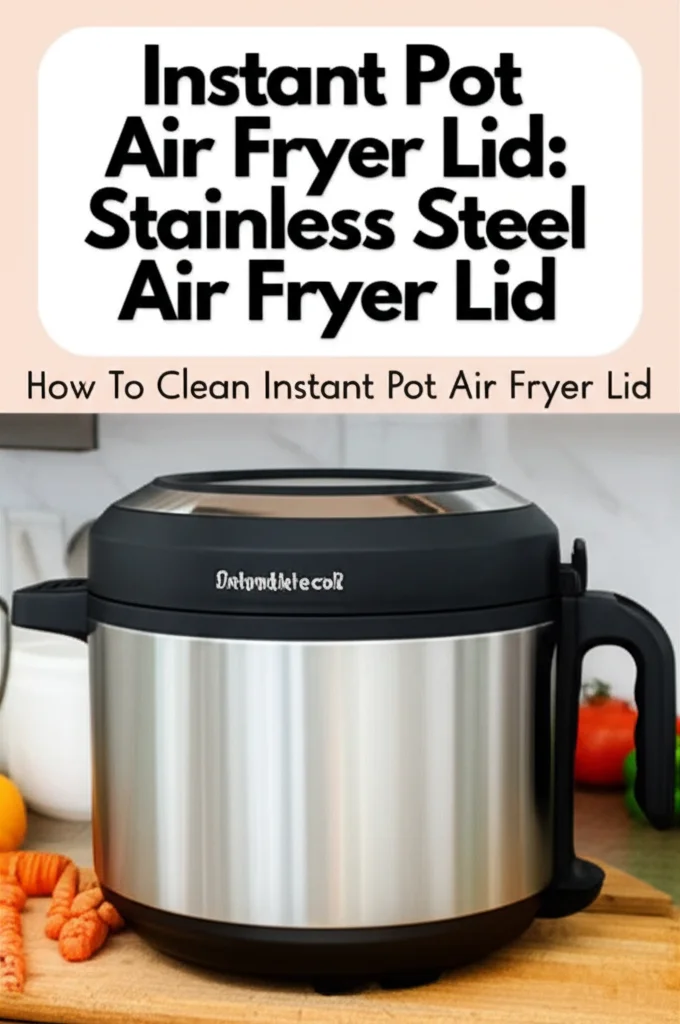 Instant Pot
Air Fryer Lid:
Stainless Steel
Air Fryer Lid
How To Clean Instant Pot Air Fryer Lid